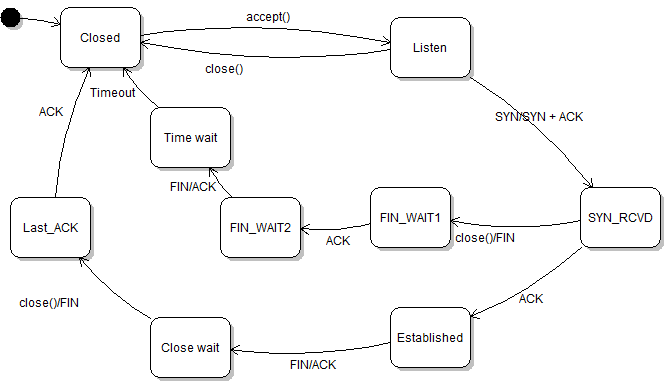 accept()
Closed
Listen
close()
Timeout
ACK
SYN/SYN + ACK
Time wait
FIN/ACK
Last_ACK
FIN_WAIT2
FIN_WAIT1
SYN_RCVD
ACK
close()/FIN
close()/FIN
ACK
Established
Close wait
FIN/ACK